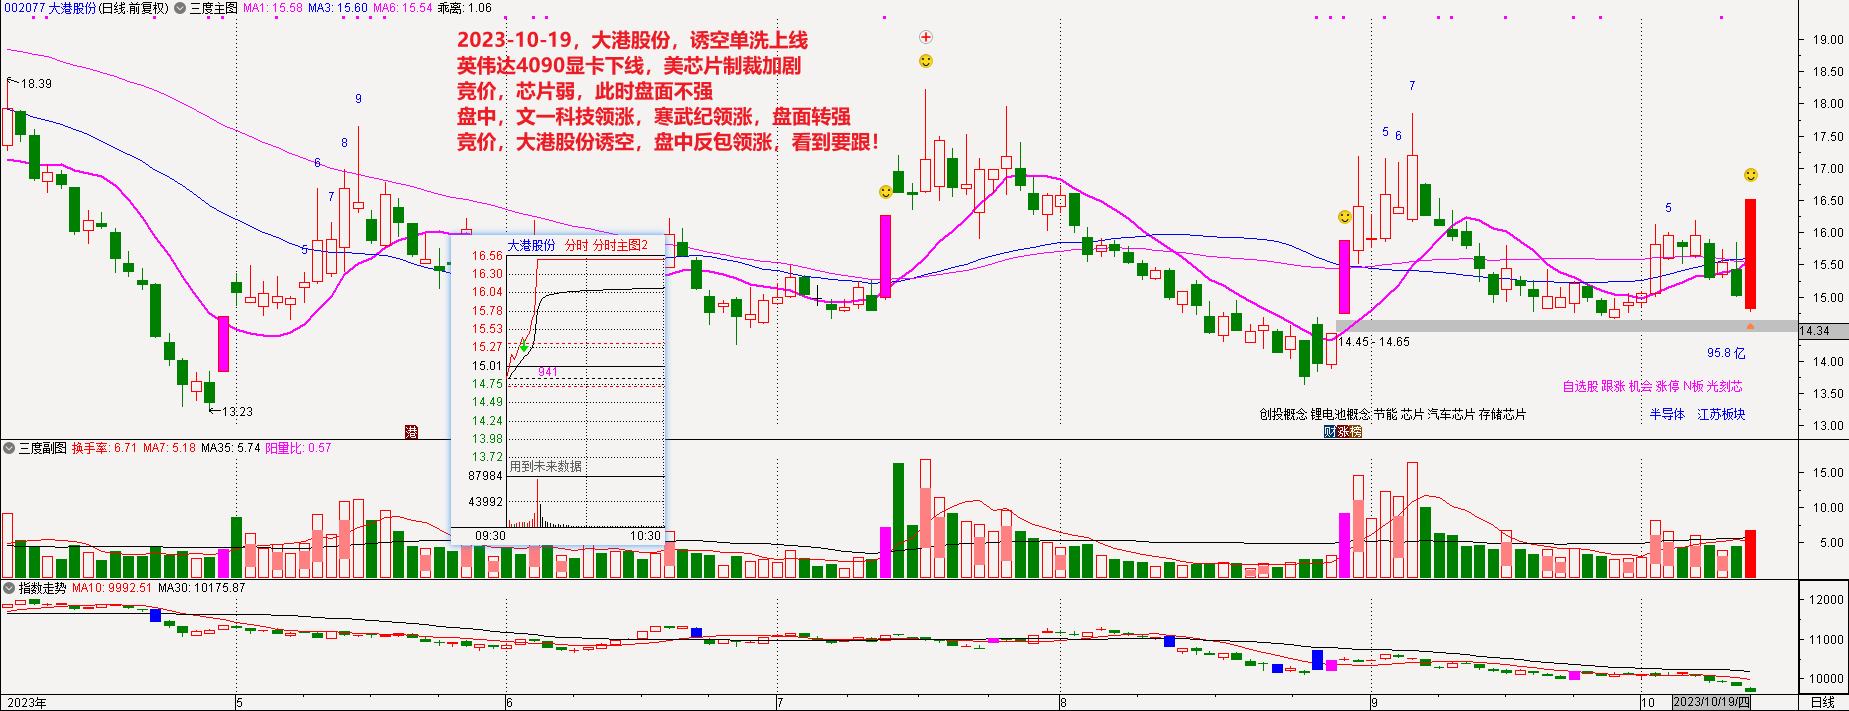 002077 大港股份(日线.前复权) 三度主图 MA1: 15.58 MA3: 15.60 MA6: 15.54 乖离: 1.06
2023-10-19，大港股份，诱空单洗上线
英伟达4090显卡下线，美芯片制裁加剧
竞价，芯片弱，此时盘面不强
盘中，文一科技领涨，寒武纪领涨，盘面转强
竞价，大港股份诱空，盘中反包领涨，看到要跟！
19.00
18.50
18.00
17.50
17.00
16.50
16.00
15.50
15.00
14.34
14.00
13.50
13.00
18.39
13.23
5
6
7
8
9
5
6
7
5
14.45 - 14.65
95.8 亿
自选股 跟涨 机会 涨停 N板 光刻芯
创投概念 锂电池概念 节能 芯片 汽车芯片 存储芯片
半导体 江苏板块
港
财 涨 榜
大港股份 分时 分时主图2
16.56
16.30
16.04
15.78
15.53
15.27
15.01
14.75
14.49
14.24
13.98
13.72
941
用到未来数据
87984
43992
09:30
10:30
三度副图 换手率: 6.71 MA7: 5.18 MA35: 5.74 阳量比: 0.57
15.00
10.00
5.00
指数走势 MA10: 9992.51 MA30: 10175.87
12000
11000
10000
2023年
5
6
7
8
9
10
2023/10/19/四
日线